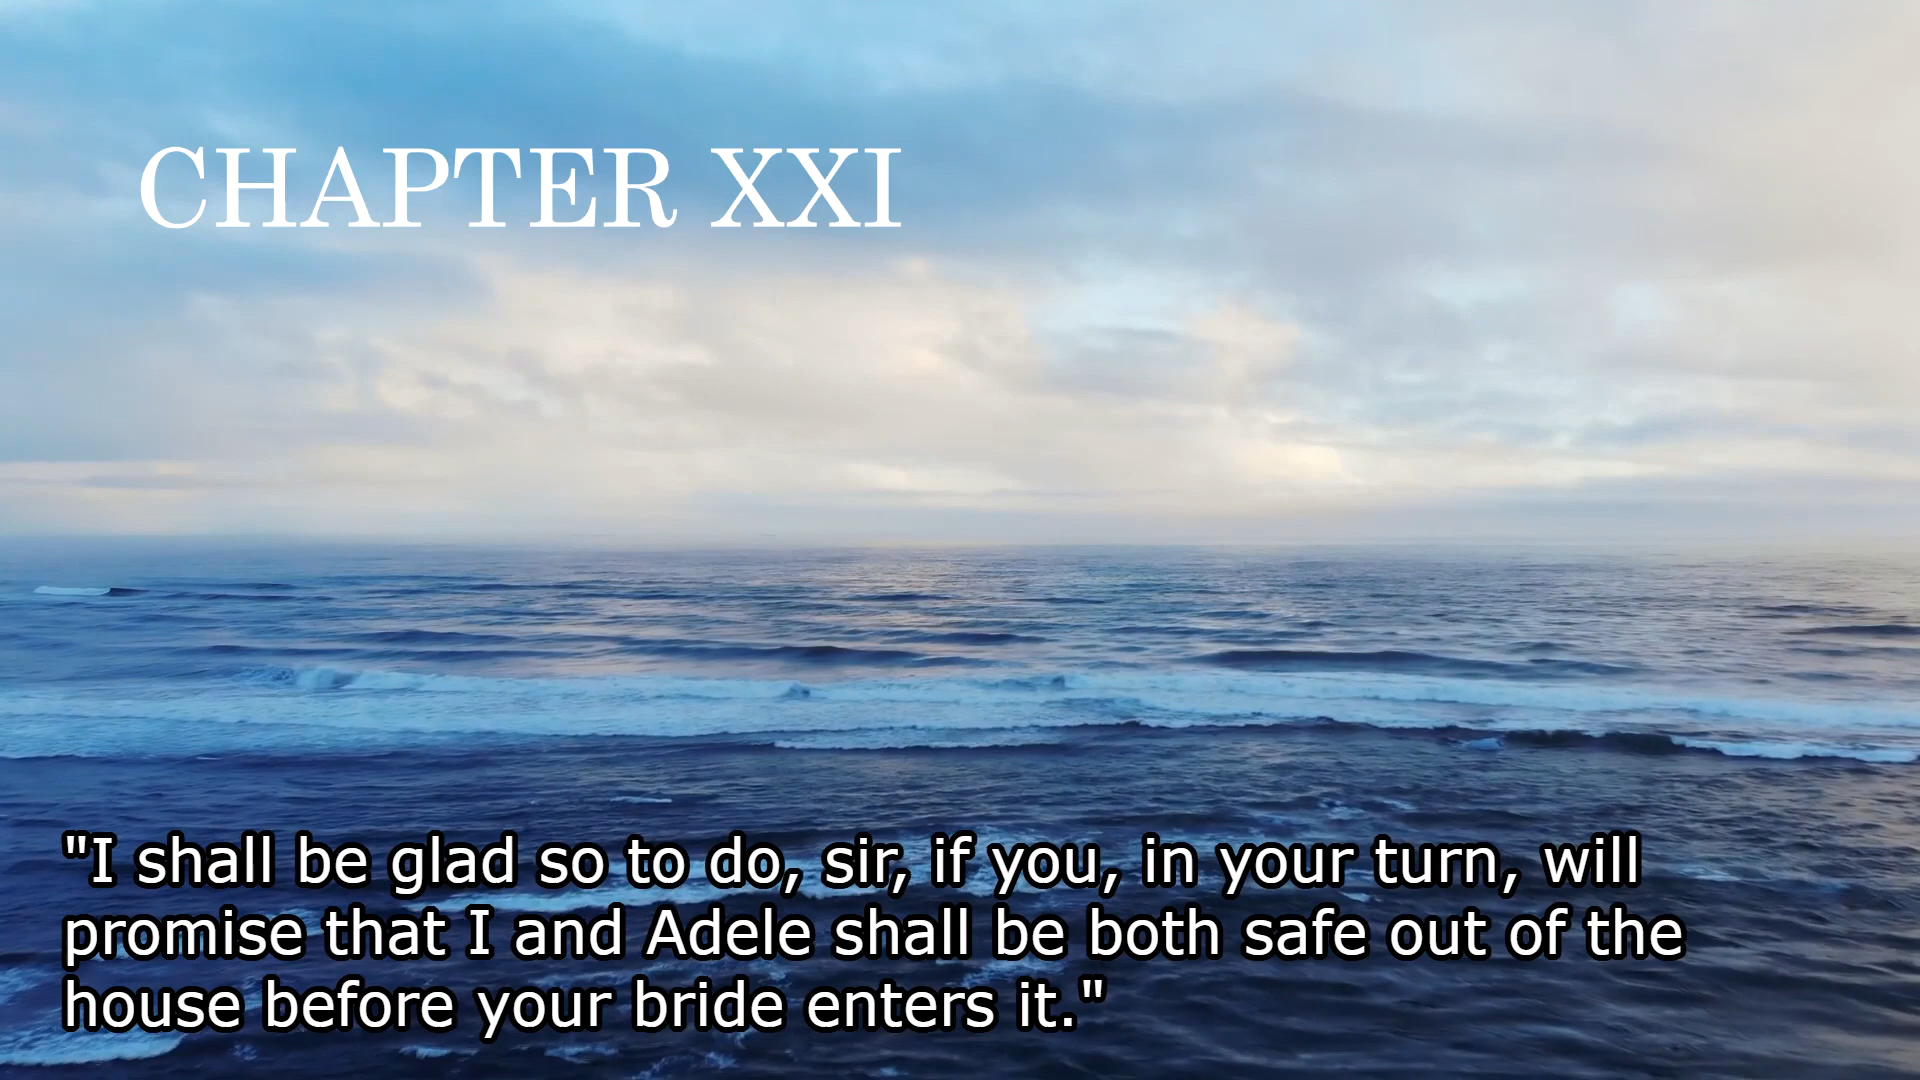 CHAPTER XXI
"I shall be glad so to do, sir, if you, in your turn, will
promise that I and Adele shall be both safe out of the
house before your bride enters it."